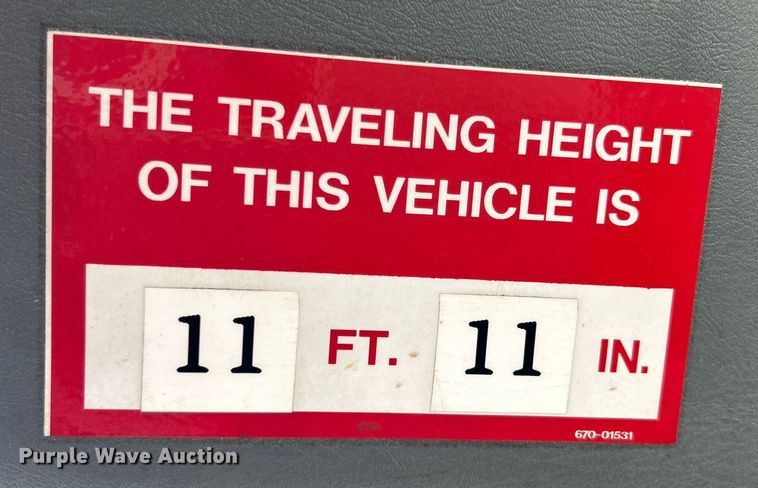 THE TRAVELING HEIGHT
OF THIS VEHICLE IS
11 FT. 11 IN.
670-01531
Purple Wave Auction